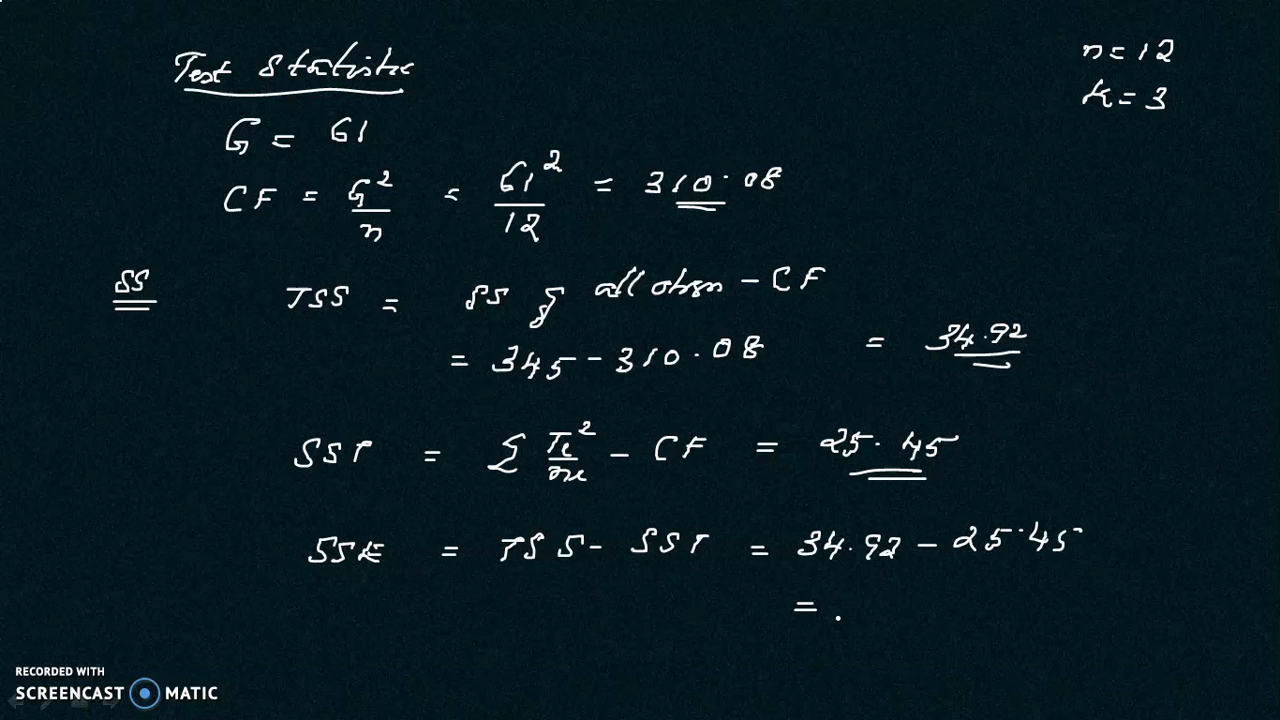 Test Statistic
n = 12
k = 3
G = 61
CF = G²/n = 61²/12 = 310.08
SS
TSS = SS of all obsn - CF
= 345 - 310.08 = 34.92
SST = Σ Ti²/ni - CF = 25.45
SSE = TSS - SST = 34.92 - 25.45
= .
RECORDED WITH
SCREENCAST MATIC